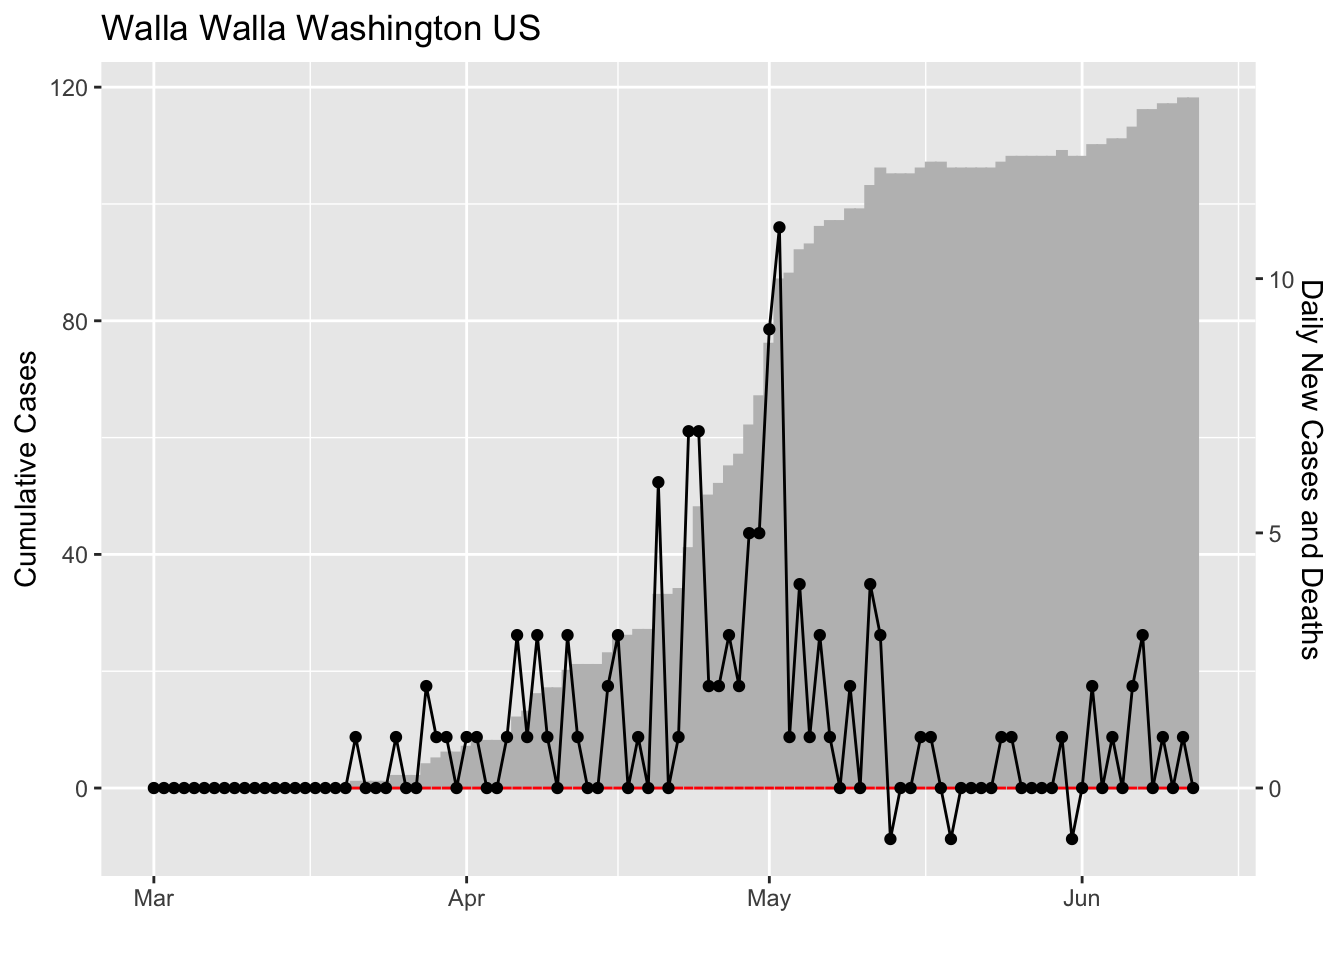 Walla Walla Washington US
120
80
40
0
Cumulative Cases
10
5
0
Daily New Cases and Deaths
Mar
Apr
May
Jun